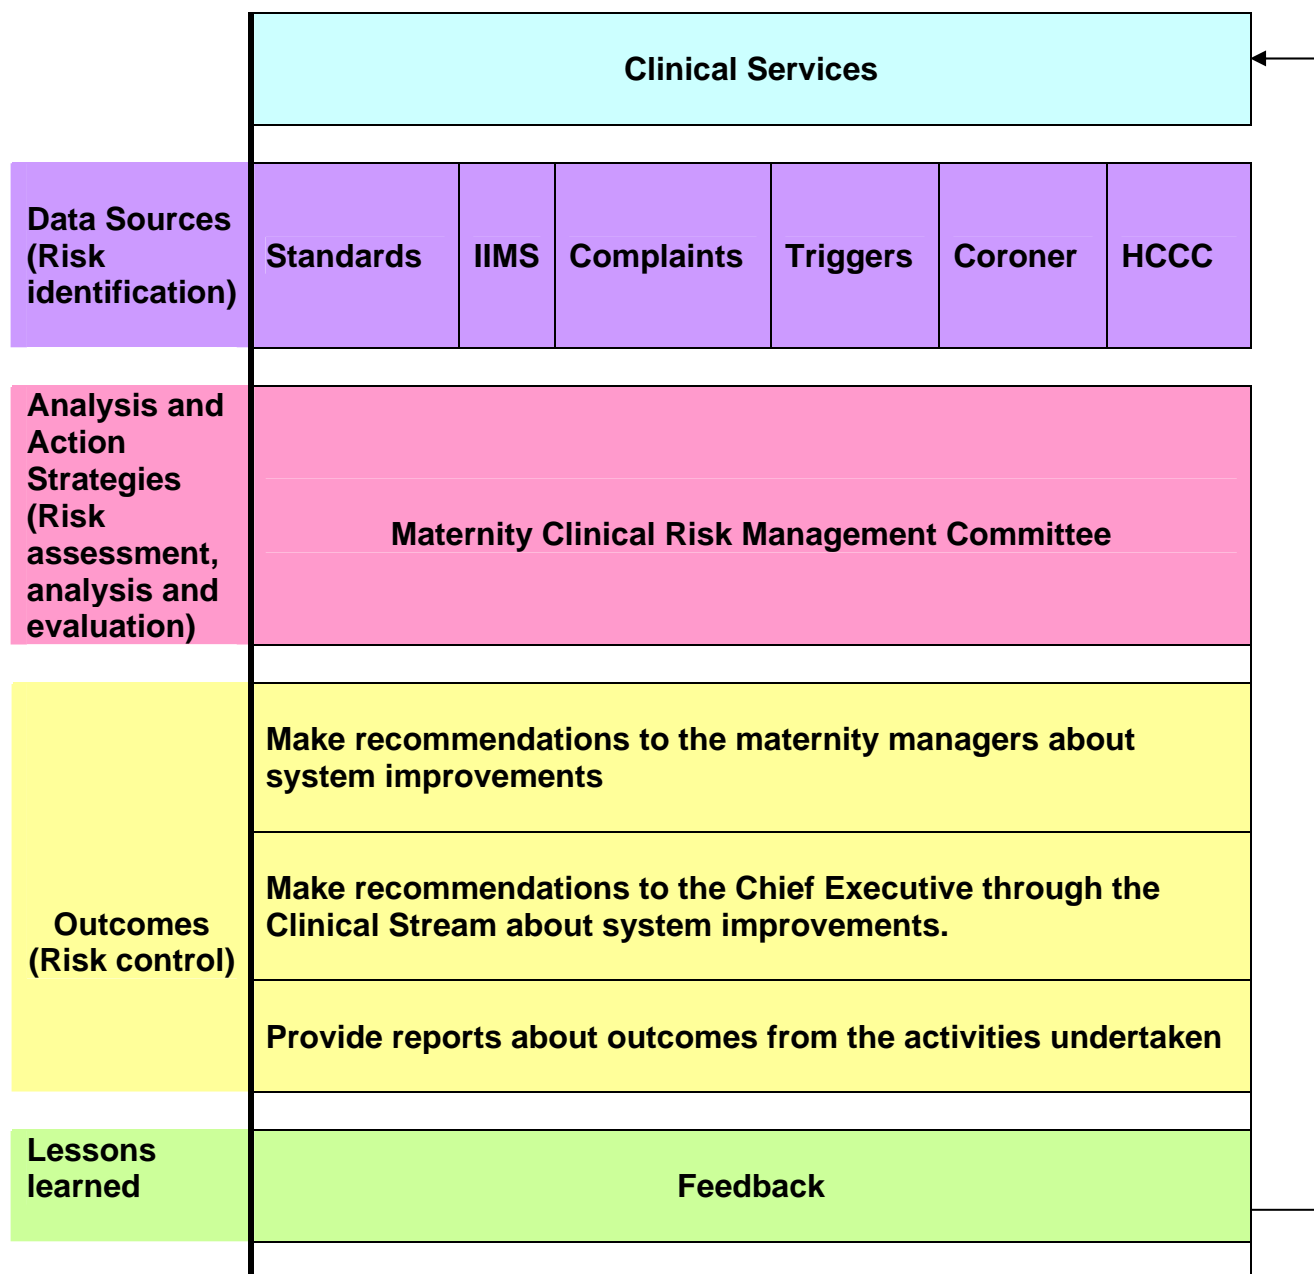 Clinical Services
Data Sources
(Risk
identification)
Standards
IIMS
Complaints
Triggers
Coroner
HCCC
Analysis and
Action
Strategies
(Risk
assessment,
analysis and
evaluation)
Maternity Clinical Risk Management Committee
Outcomes
(Risk control)
Make recommendations to the maternity managers about
system improvements
Make recommendations to the Chief Executive through the
Clinical Stream about system improvements.
Provide reports about outcomes from the activities undertaken
Lessons
learned
Feedback